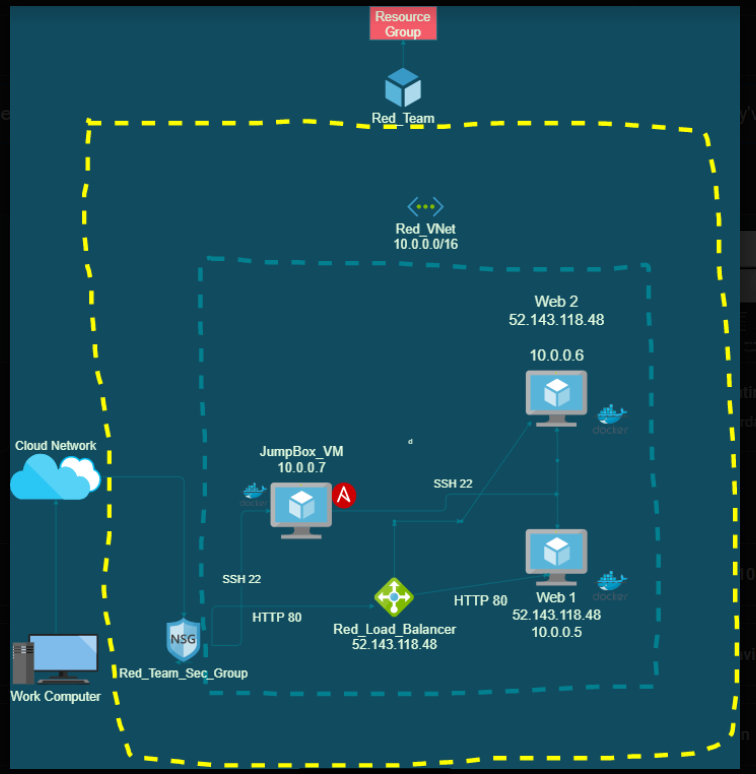 Resource
Group
Red_Team
Red_VNet
10.0.0.0/16
Web 2
52.143.118.48
10.0.0.6
docker
Cloud Network
JumpBox_VM
10.0.0.7
d
SSH 22
docker
SSH 22
HTTP 80
HTTP 80
Web 1
52.143.118.48
10.0.0.5
docker
Red_Load_Balancer
52.143.118.48
NSG
Red_Team_Sec_Group
Work Computer